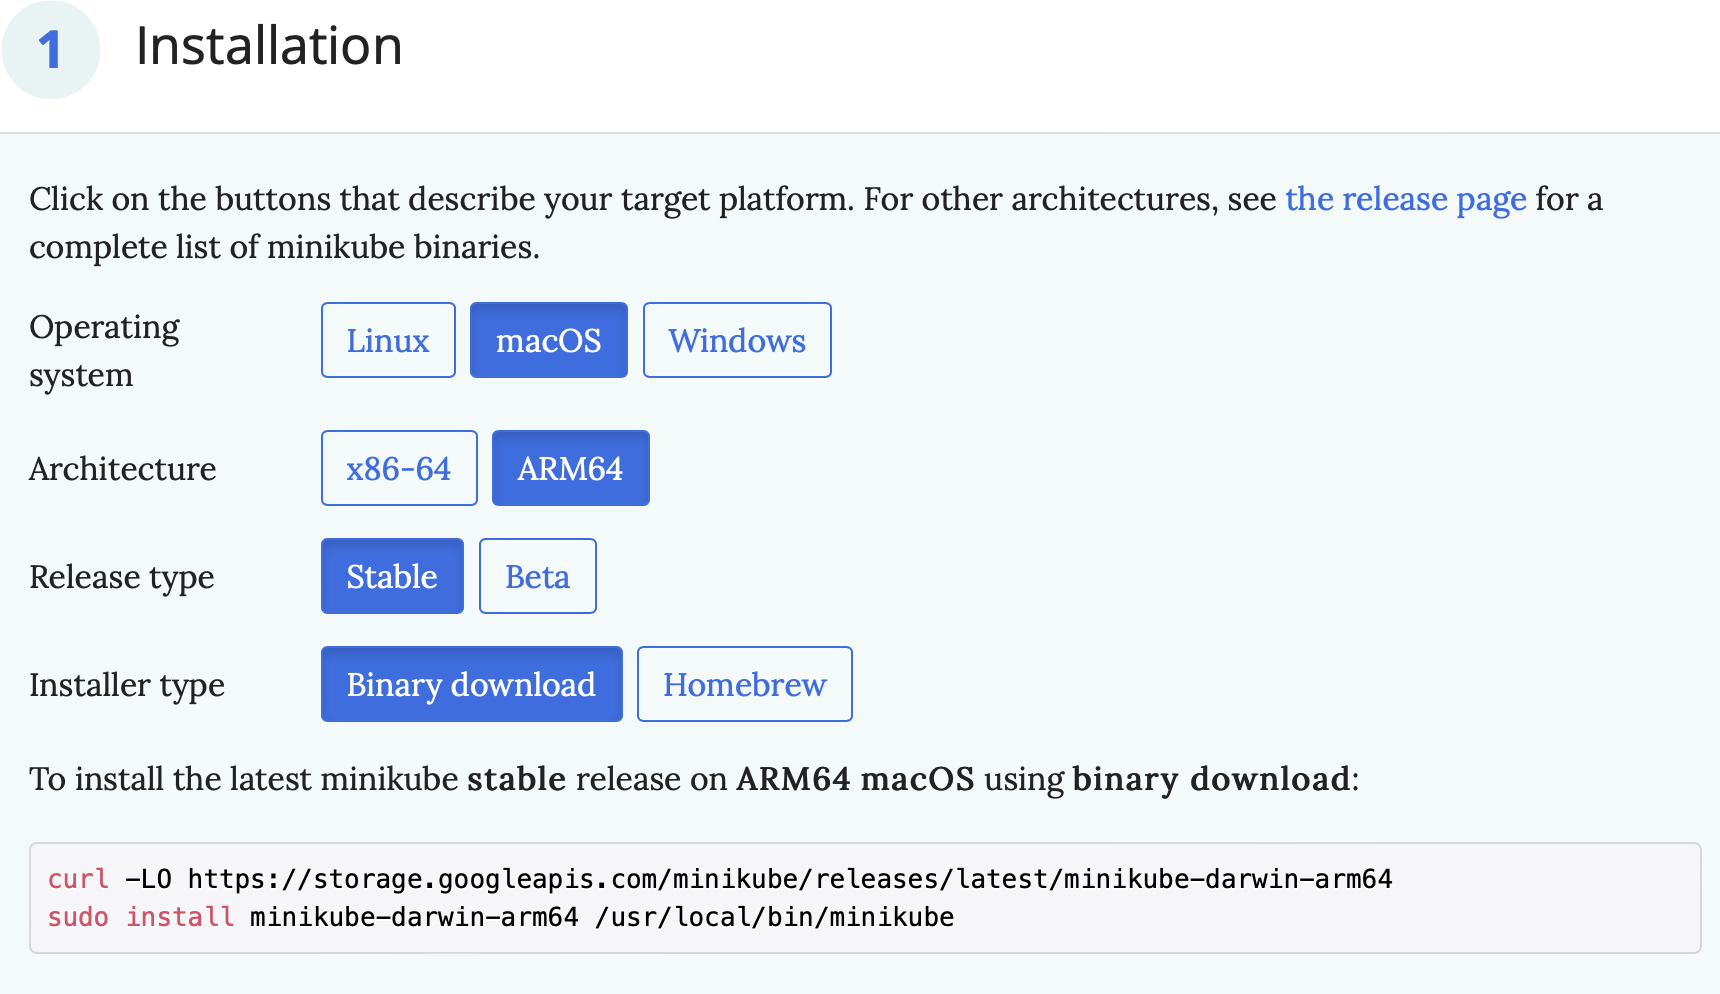 1 Installation
Click on the buttons that describe your target platform. For other architectures, see the release page for a
complete list of minikube binaries.
Operating
system
Linux macOS Windows
Architecture x86-64 ARM64
Release type Stable Beta
Installer type Binary download Homebrew
To install the latest minikube stable release on ARM64 macOS using binary download:
curl -LO https://storage.googleapis.com/minikube/releases/latest/minikube-darwin-arm64
sudo install minikube-darwin-arm64 /usr/local/bin/minikube